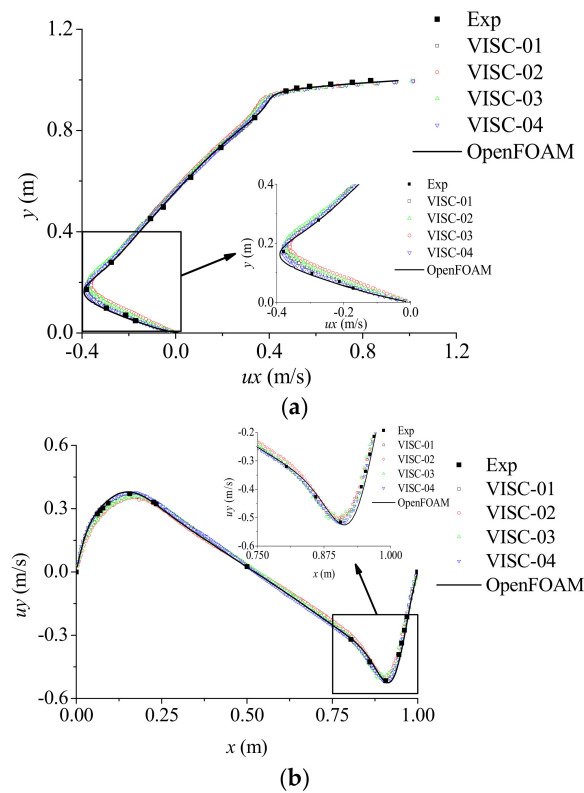 Exp
VISC-01
VISC-02
VISC-03
VISC-04
OpenFOAM
1.2
0.8
0.4
0.0
y (m)
-0.4 0.0 0.4 0.8 1.2
ux (m/s)
0.4
0.2
0.0
y (m)
-0.4 -0.2 0.0
ux (m/s)
Exp
VISC-01
VISC-02
VISC-03
VISC-04
OpenFOAM
(a)
0.6
0.3
0.0
-0.3
-0.6
uy (m/s)
0.00 0.25 0.50 0.75 1.00
x (m)
-0.2
-0.3
-0.4
-0.5
-0.6
uy (m/s)
0.750 0.875 1.000
x (m)
Exp
VISC-01
VISC-02
VISC-03
VISC-04
OpenFOAM
Exp
VISC-01
VISC-02
VISC-03
VISC-04
OpenFOAM
(b)